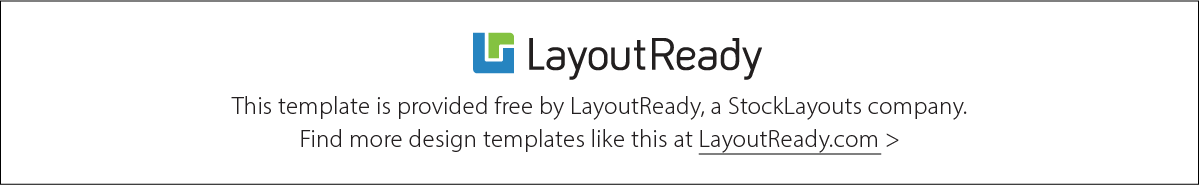 LayoutReady
This template is provided free by LayoutReady, a StockLayouts company.
Find more design templates like this at LayoutReady.com >